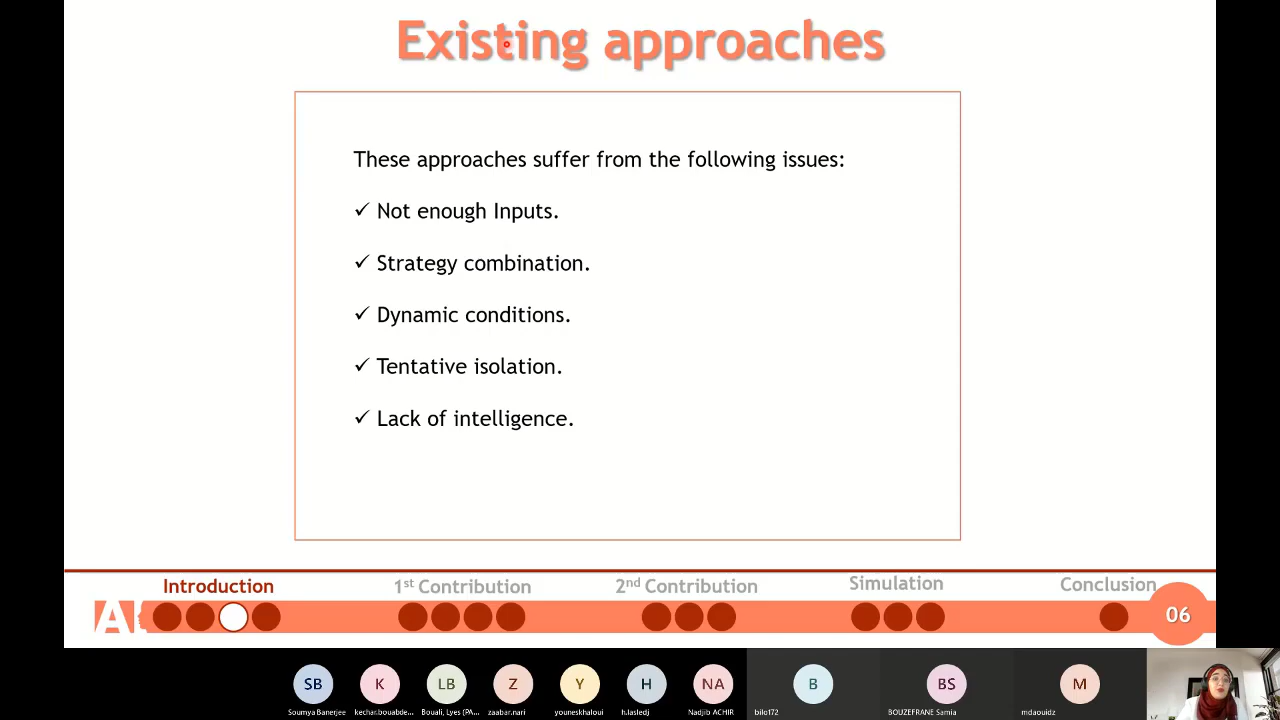 Existing approaches
These approaches suffer from the following issues:
✓ Not enough Inputs.
✓ Strategy combination.
✓ Dynamic conditions.
✓ Tentative isolation.
✓ Lack of intelligence.
Introduction
1st Contribution
2nd Contribution
Simulation
Conclusion
A
06
SB
K
LB
Z
Y
H
NA
B
BS
M
Soumya Banerjee
kechar.bouabde...
Bouali, Lyes (PA...
zaabar.nari
youneskhaloui
h.lasledj
Nadjib ACHIR
bilo172
BOUZEFRANE Samia
mdaouidz